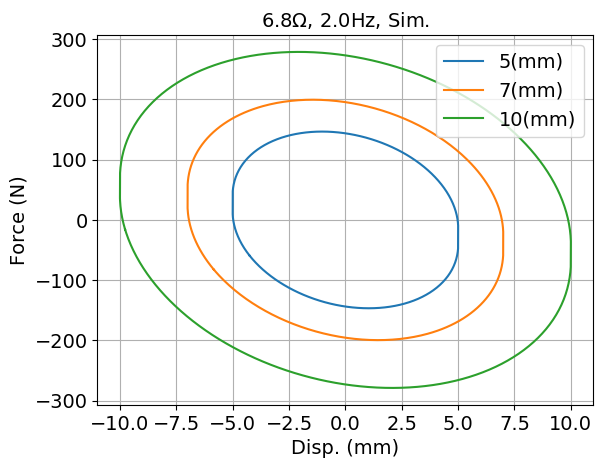 6.8Ω, 2.0Hz, Sim.
5(mm)
7(mm)
10(mm)
Force (N)
300
200
100
0
−100
−200
−300
−10.0 −7.5 −5.0 −2.5 0.0 2.5 5.0 7.5 10.0
Disp. (mm)